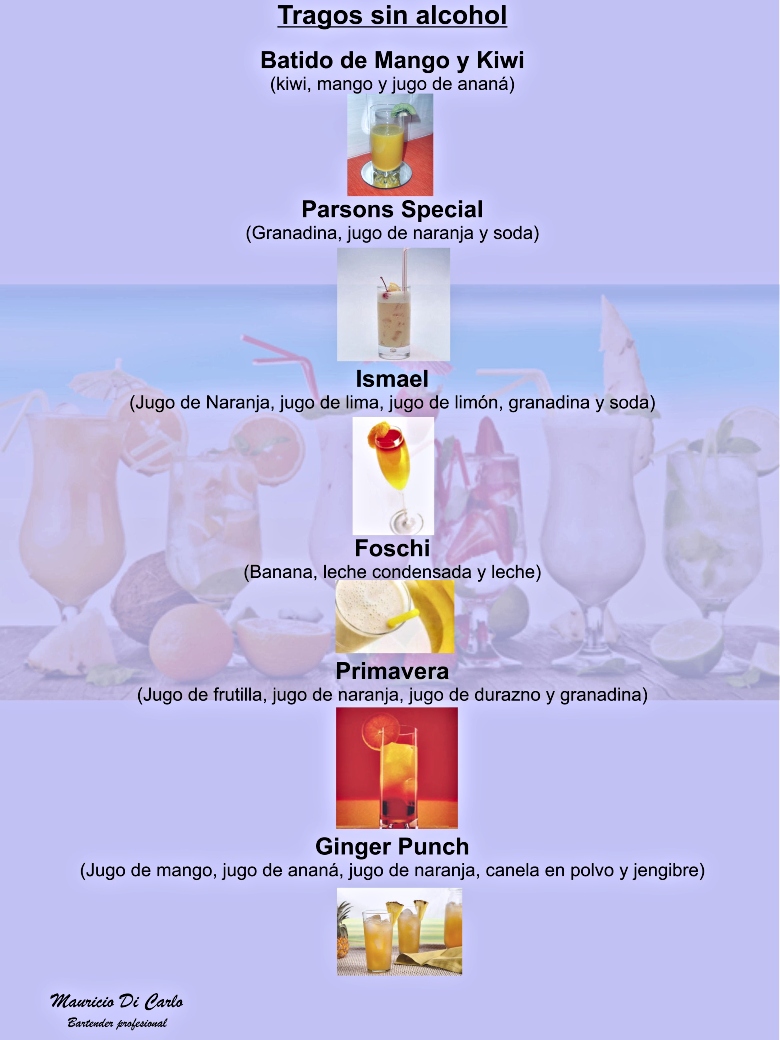 Tragos sin alcohol
Batido de Mango y Kiwi
(kiwi, mango y jugo de ananá)
Parsons Special
(Granadina, jugo de naranja y soda)
Ismael
(Jugo de Naranja, jugo de lima, jugo de limón, granadina y soda)
Foschi
(Banana, leche condensada y leche)
Primavera
(Jugo de frutilla, jugo de naranja, jugo de durazno y granadina)
Ginger Punch
(Jugo de mango, jugo de ananá, jugo de naranja, canela en polvo y jengibre)
Mauricio Di Carlo
Bartender profesional